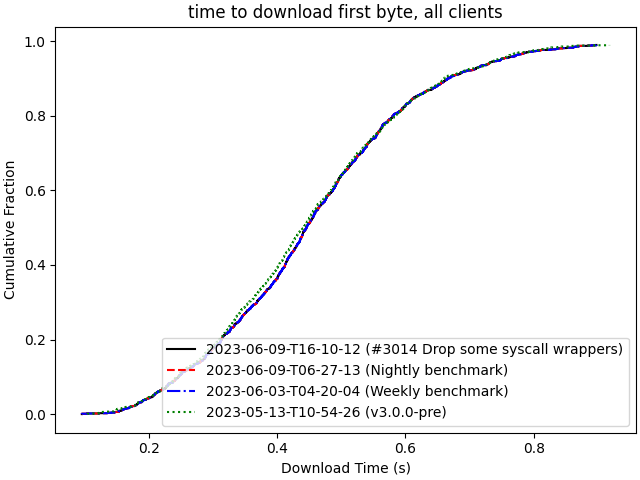 time to download first byte, all clients
1.0
0.8
0.6
0.4
0.2
0.0
Cumulative Fraction
2023-06-09-T16-10-12 (#3014 Drop some syscall wrappers)
2023-06-09-T06-27-13 (Nightly benchmark)
2023-06-03-T04-20-04 (Weekly benchmark)
2023-05-13-T10-54-26 (v3.0.0-pre)
0.2 0.4 0.6 0.8
Download Time (s)